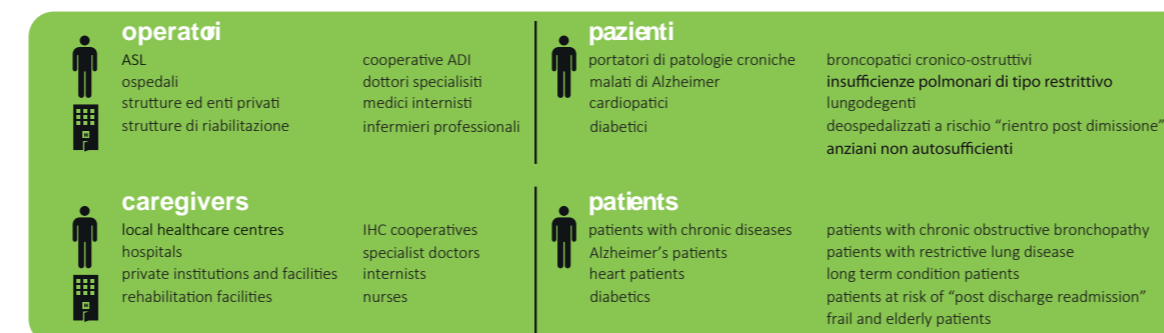 operatori
ASL
ospedali
strutture ed enti privati
strutture di riabilitazione
cooperative ADI
dottori specialisiti
medici internisti
infermieri professionali
pazienti
portatori di patologie croniche
malati di Alzheimer
cardiopatici
diabetici
broncopatici cronico-ostruttivi
insufficienze polmonari di tipo restrittivo
lungodegenti
deospedalizzati a rischio “rientro post dimissione”
anziani non autosufficienti
caregivers
local healthcare centres
hospitals
private institutions and facilities
rehabilitation facilities
IHC cooperatives
specialist doctors
internists
nurses
patients
patients with chronic diseases
Alzheimer’s patients
heart patients
diabetics
patients with chronic obstructive bronchopathy
patients with restrictive lung disease
long term condition patients
patients at risk of “post discharge readmission”
frail and elderly patients